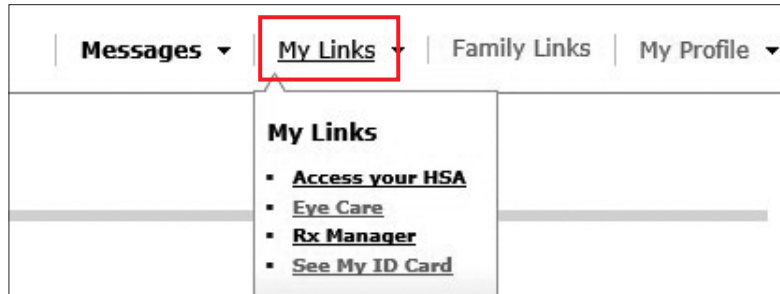 Messages My Links Family Links My Profile
My Links
Access your HSA
Eye Care
Rx Manager
See My ID Card